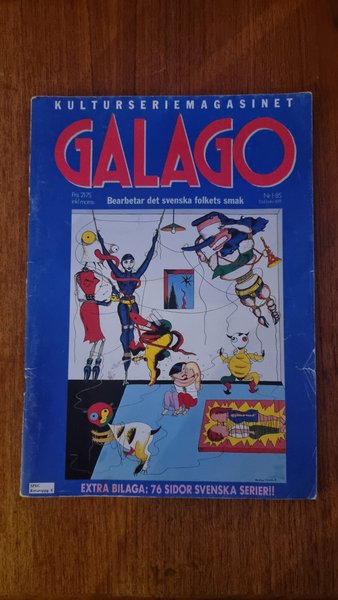 KULTURSERIEMAGASINET
GALAGO
Pris 21:75
inkl moms
Bearbetar det svenska folkets smak
Nr 1-85
EXTRA BILAGA: 76 SIDOR SVENSKA SERIER!!